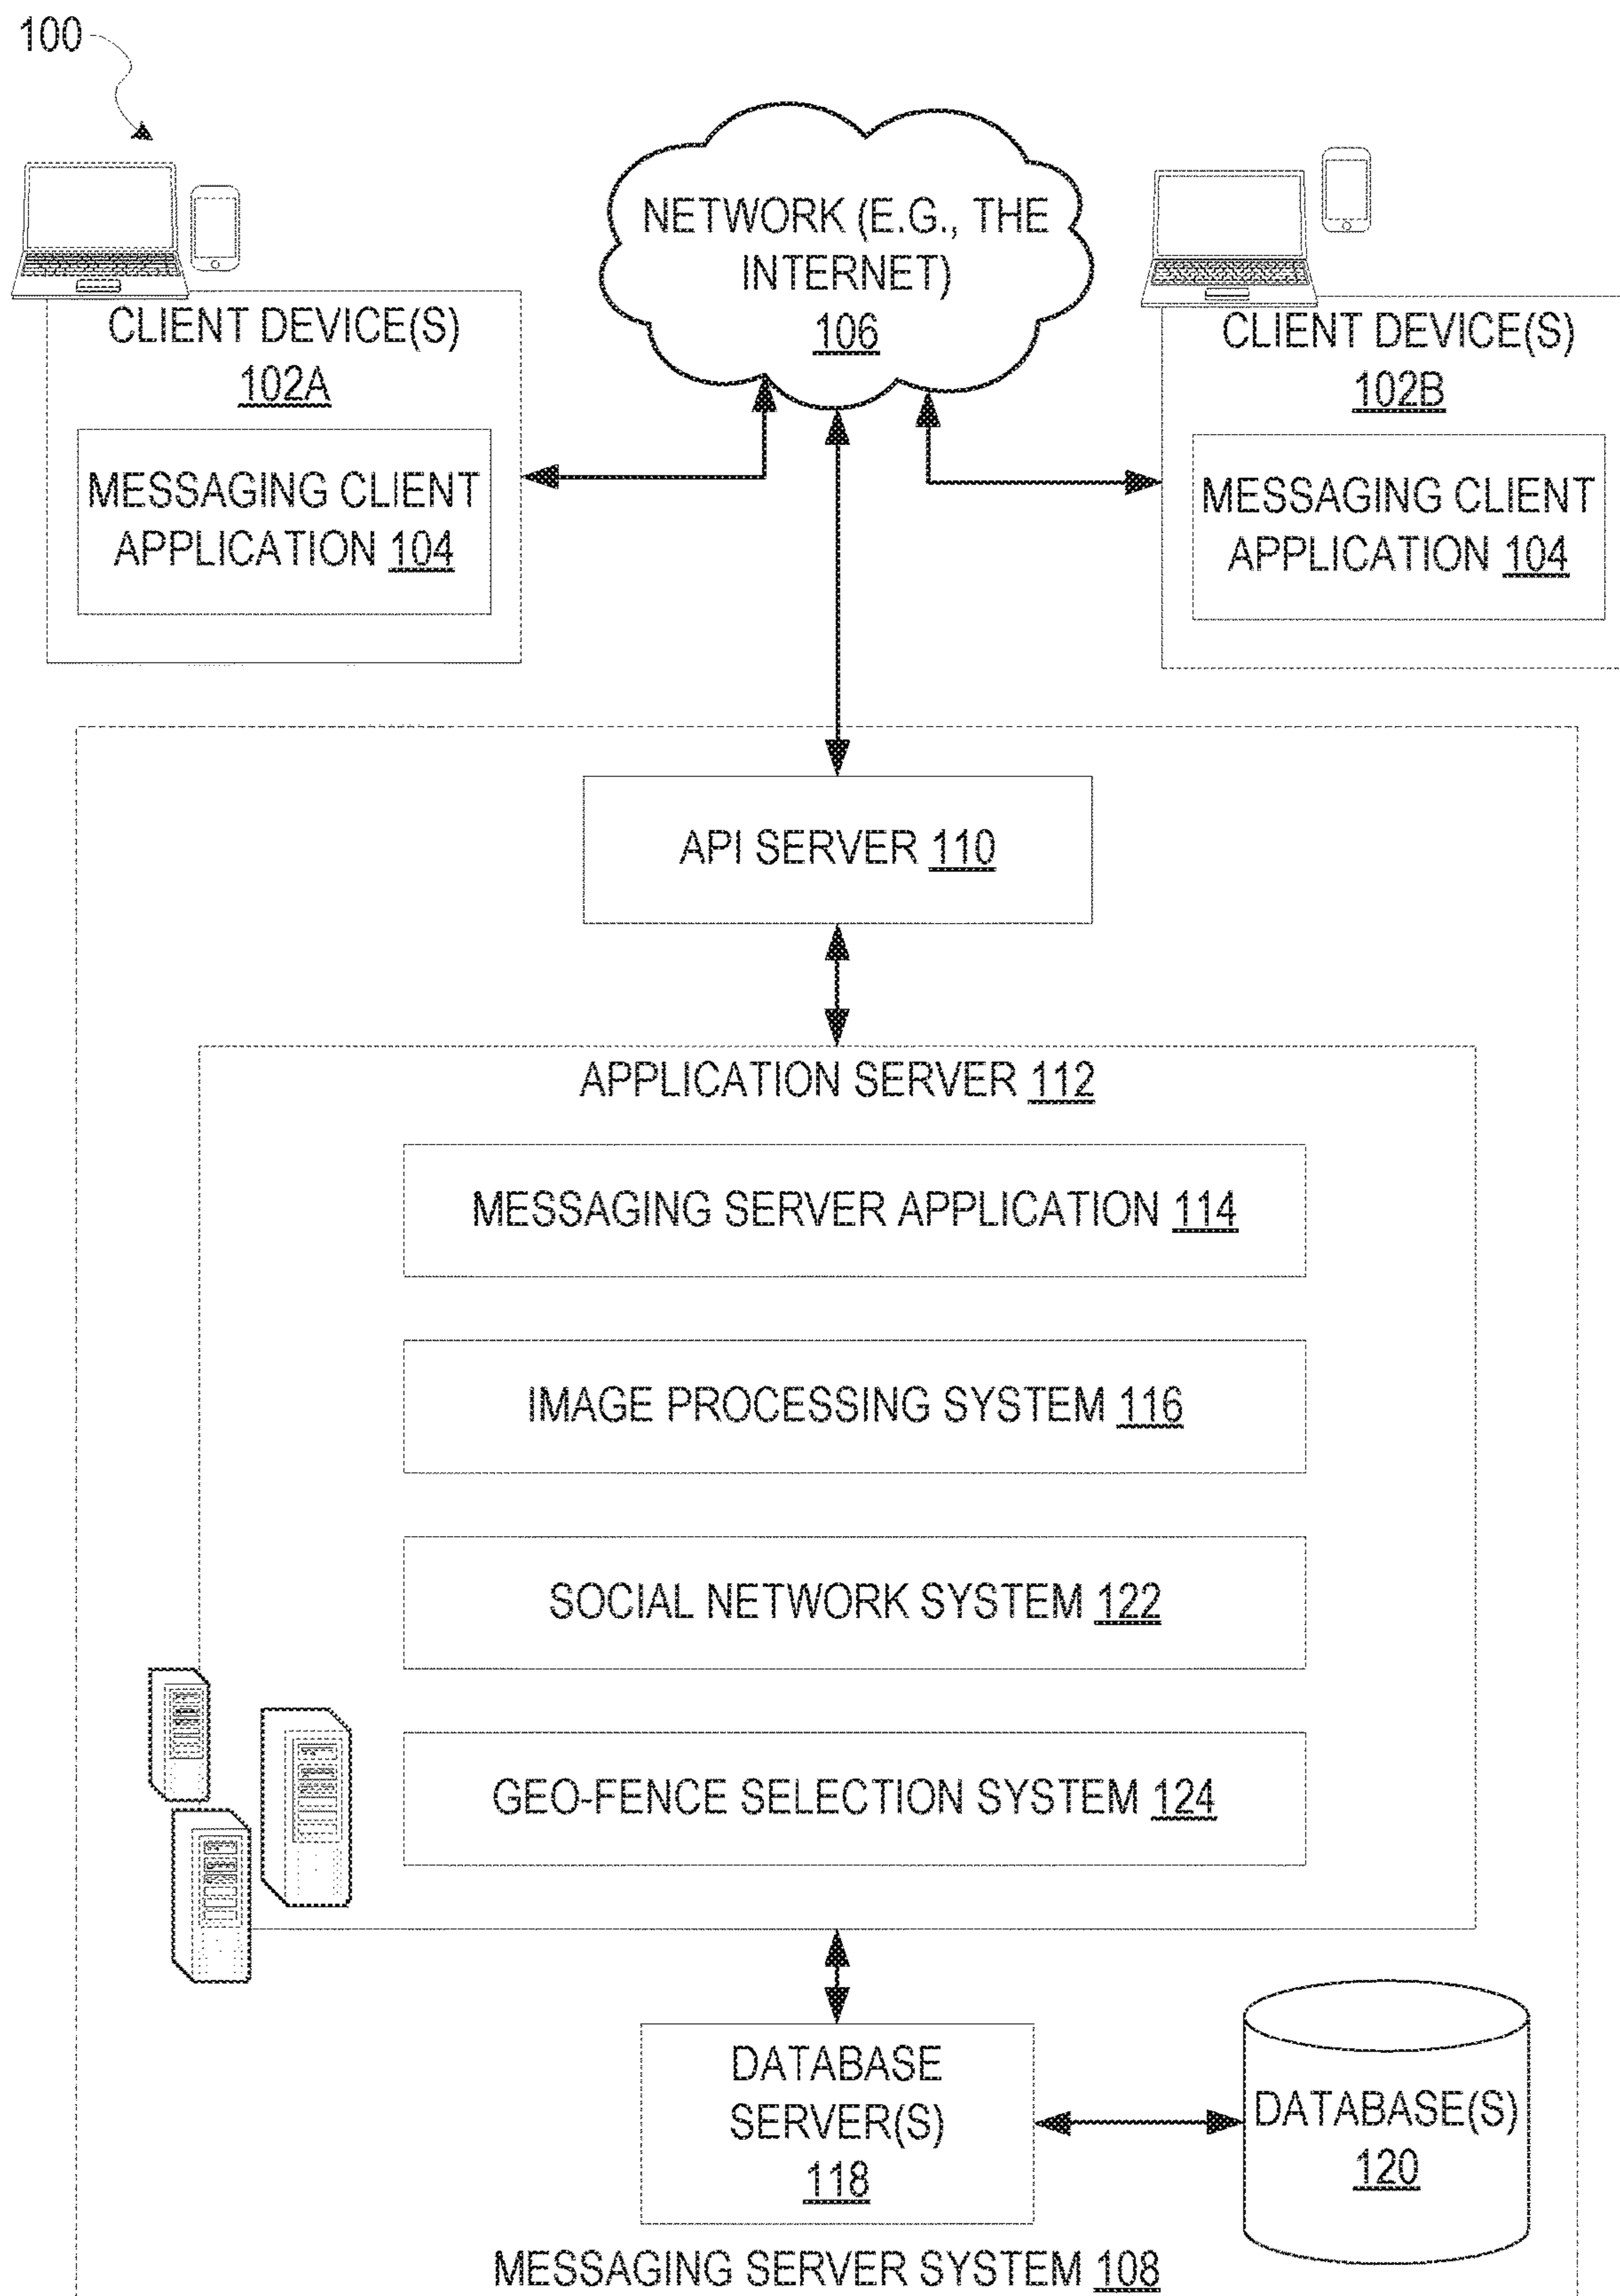 100
NETWORK (E.G., THE
INTERNET)
106
CLIENT DEVICE(S)
102A
MESSAGING CLIENT
APPLICATION 104
CLIENT DEVICE(S)
102B
MESSAGING CLIENT
APPLICATION 104
API SERVER 110
APPLICATION SERVER 112
MESSAGING SERVER APPLICATION 114
IMAGE PROCESSING SYSTEM 116
SOCIAL NETWORK SYSTEM 122
GEO-FENCE SELECTION SYSTEM 124
DATABASE
SERVER(S)
118
DATABASE(S)
120
MESSAGING SERVER SYSTEM 108